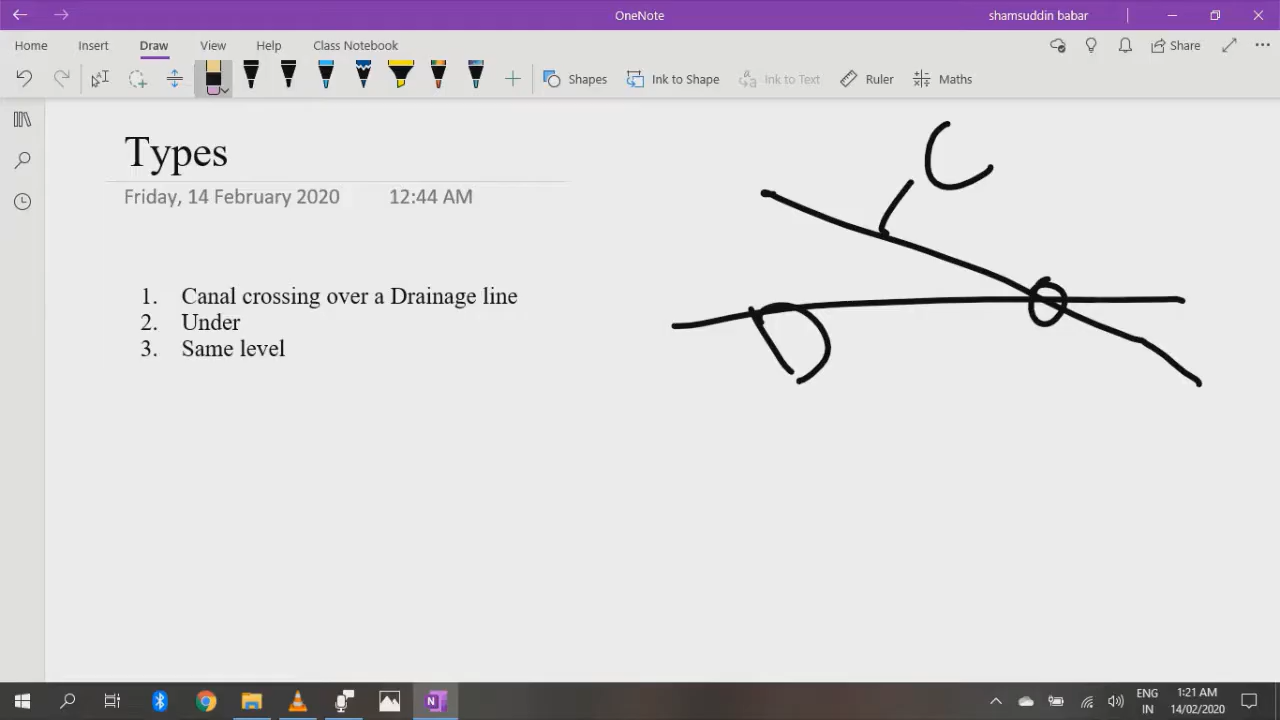 OneNote
shamsuddin babar
Home Insert Draw View Help Class Notebook
Share
Shapes Ink to Shape Ink to Text Ruler Maths
Types
Friday, 14 February 2020 12:44 AM
C
1. Canal crossing over a Drainage line
2. Under
3. Same level
D
ENG 1:21 AM
IN 14/02/2020